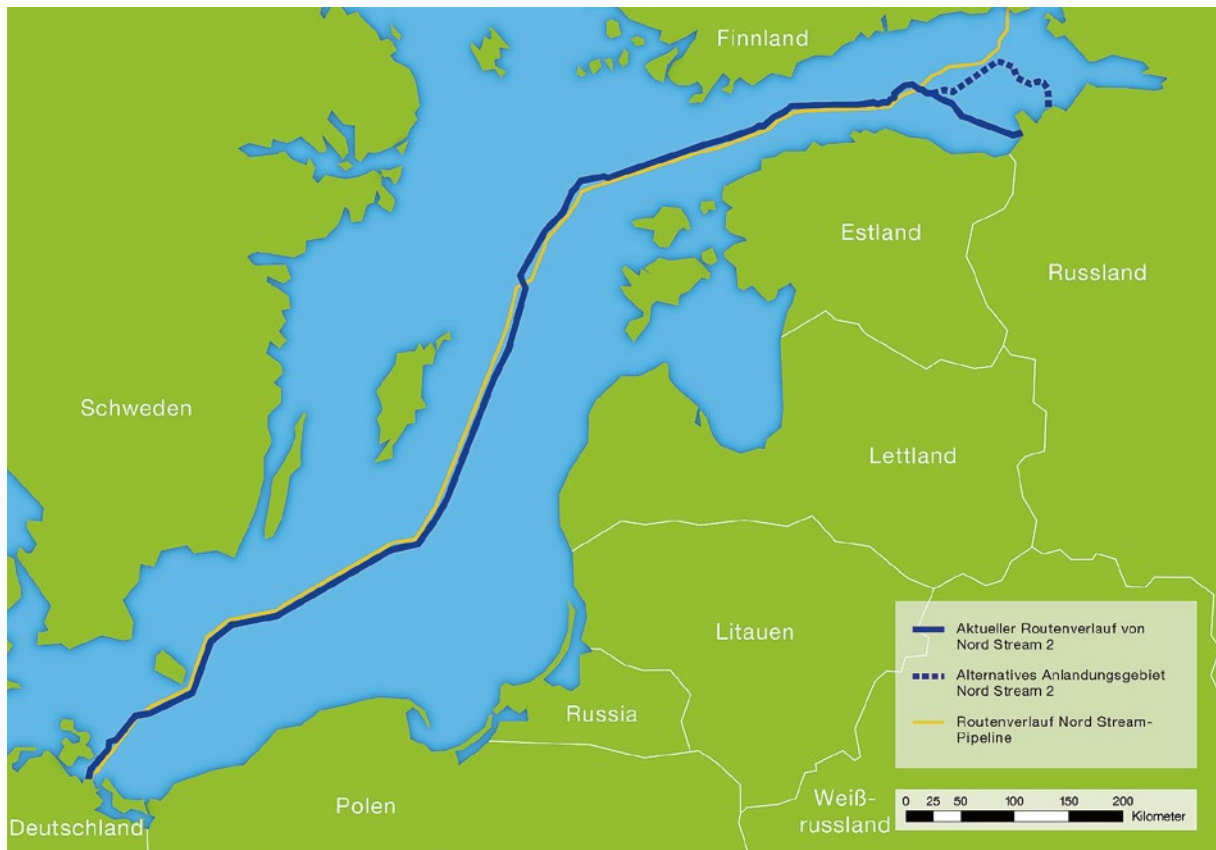 Finnland
Estland
Russland
Schweden
Lettland
Litauen
Russia
Polen
Weiß-
russland
Deutschland
Aktueller Routenverlauf von
Nord Stream 2
Alternatives Anlandungsgebiet
Nord Stream 2
Routenverlauf Nord Stream-
Pipeline
0 25 50 100 150 200
Kilometer